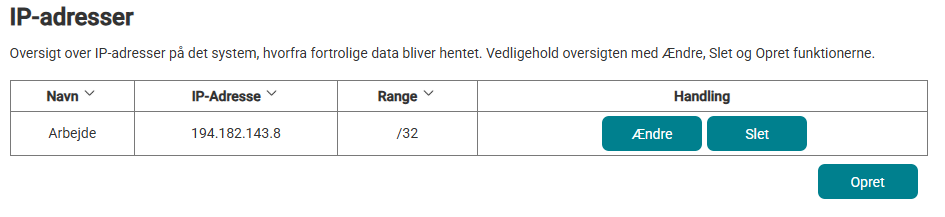 IP-adresser
Oversigt over IP-adresser på det system, hvorfra fortrolige data bliver hentet. Vedligehold oversigten med Ændre, Slet og Opret funktionerne.
Navn IP-Adresse Range Handling
Arbejde 194.182.143.8 /32 Ændre Slet
Opret